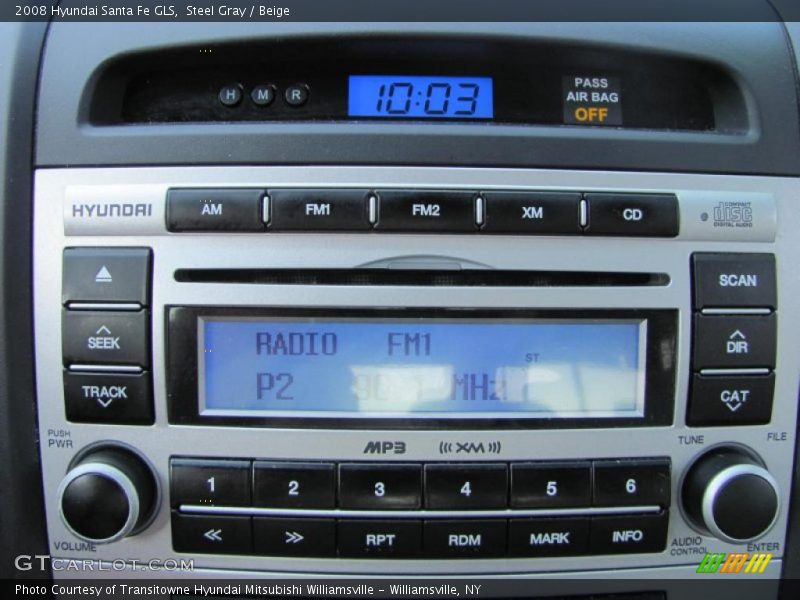 2008 Hyundai Santa Fe GLS,  Steel Gray / Beige
H M R
10:03
PASS
AIR BAG
OFF
HYUNDAI
AM FM1 FM2 XM CD
COMPACT
disc
DIGITAL AUDIO
SEEK
TRACK
SCAN
DIR
CAT
RADIO FM1
ST
P2 MHz
PUSH
PWR
MP3 ((( XM )))
TUNE FILE
1 2 3 4 5 6
<< >> RPT RDM MARK INFO
VOLUME
AUDIO
CONTROL
ENTER
GTCARLOT.COM
Photo Courtesy of Transitowne Hyundai Mitsubishi Williamsville - Williamsville, NY